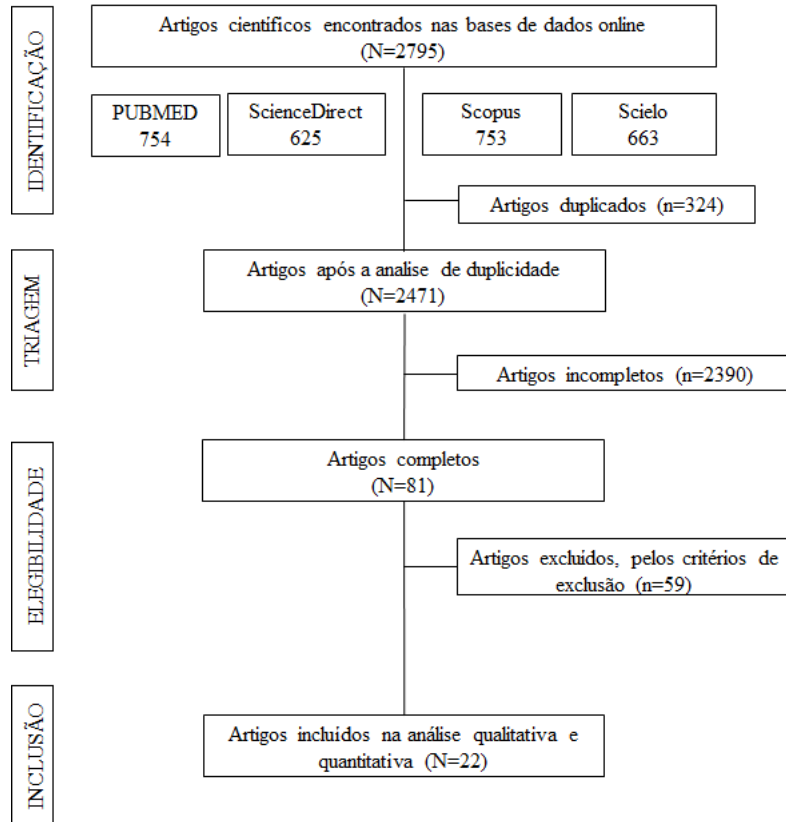 IDENTIFICAÇÃO
Artigos científicos encontrados nas bases de dados online
(N=2795)
PUBMED
754
ScienceDirect
625
Scopus
753
Scielo
663
Artigos duplicados (n=324)
TRIAGEM
Artigos após a analise de duplicidade
(N=2471)
Artigos incompletos (n=2390)
ELEGIBILIDADE
Artigos completos
(N=81)
Artigos excluidos, pelos critérios de
exclusão (n=59)
INCLUSÃO
Artigos incluidos na análise qualitativa e
quantitativa (N=22)